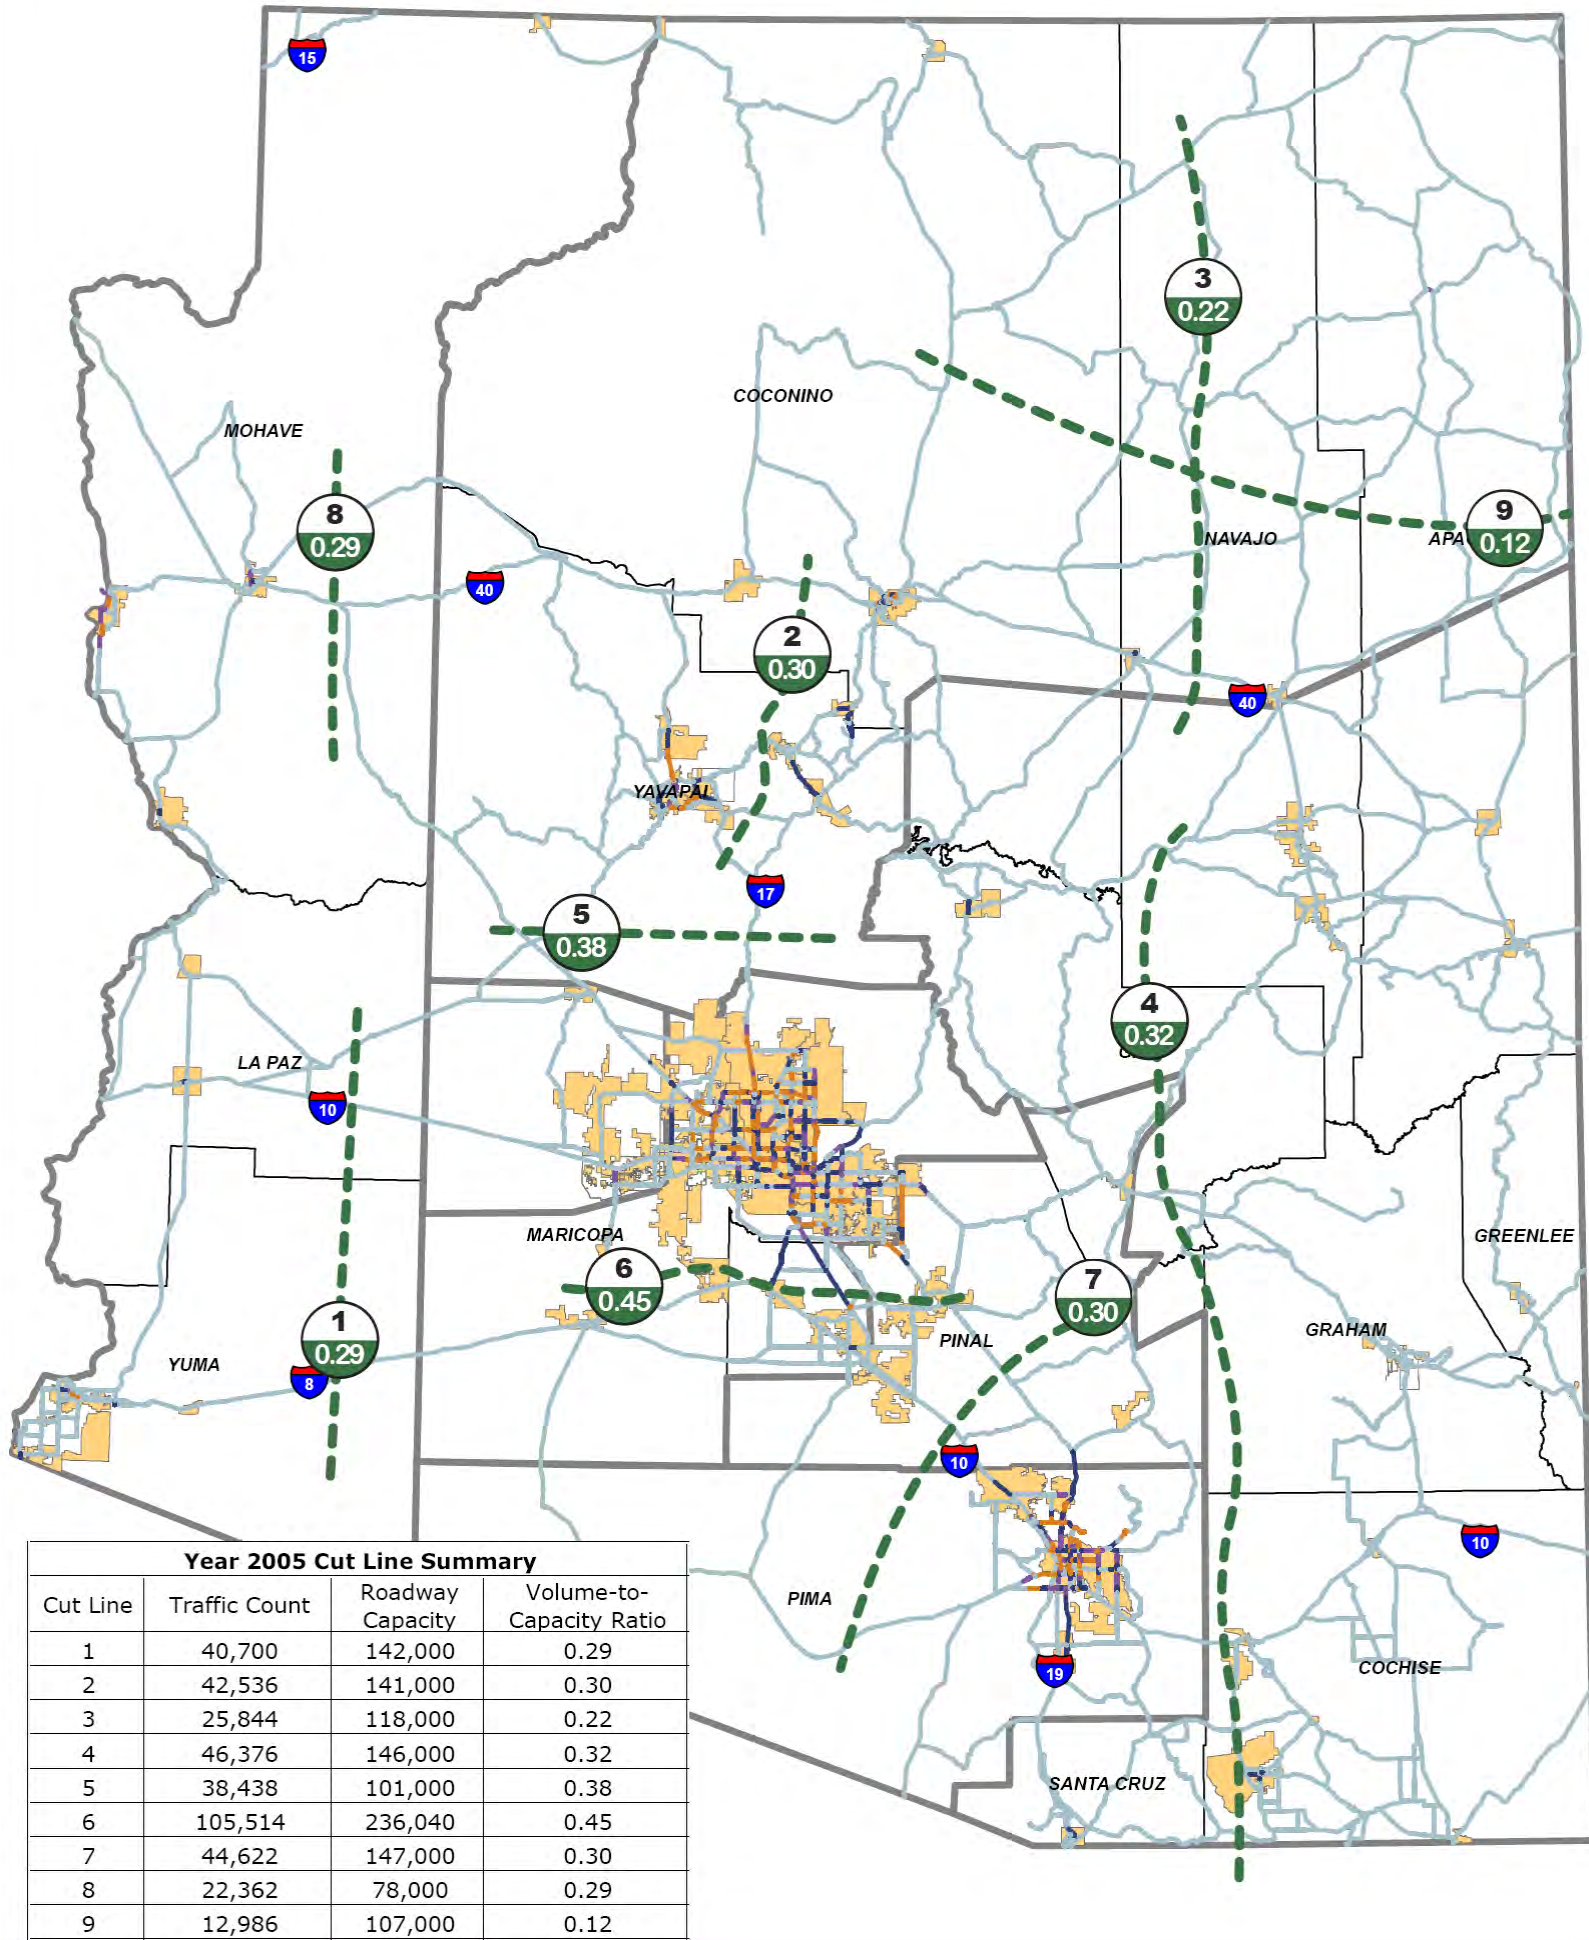 15
3
0.22
COCONINO
MOHAVE
8
0.29
9
0.12
NAVAJO
APA
40
2
0.30
40
YAVAPAI
17
5
0.38
4
0.32
LA PAZ
10
MARICOPA
GREENLEE
6
0.45
7
0.30
1
0.29
PINAL
GRAHAM
YUMA
8
10
10
PIMA
19
COCHISE
SANTA CRUZ
Year 2005 Cut Line Summary
Cut Line Traffic Count Roadway Capacity Volume-to-Capacity Ratio
1 40,700 142,000 0.29
2 42,536 141,000 0.30
3 25,844 118,000 0.22
4 46,376 146,000 0.32
5 38,438 101,000 0.38
6 105,514 236,040 0.45
7 44,622 147,000 0.30
8 22,362 78,000 0.29
9 12,986 107,000 0.12